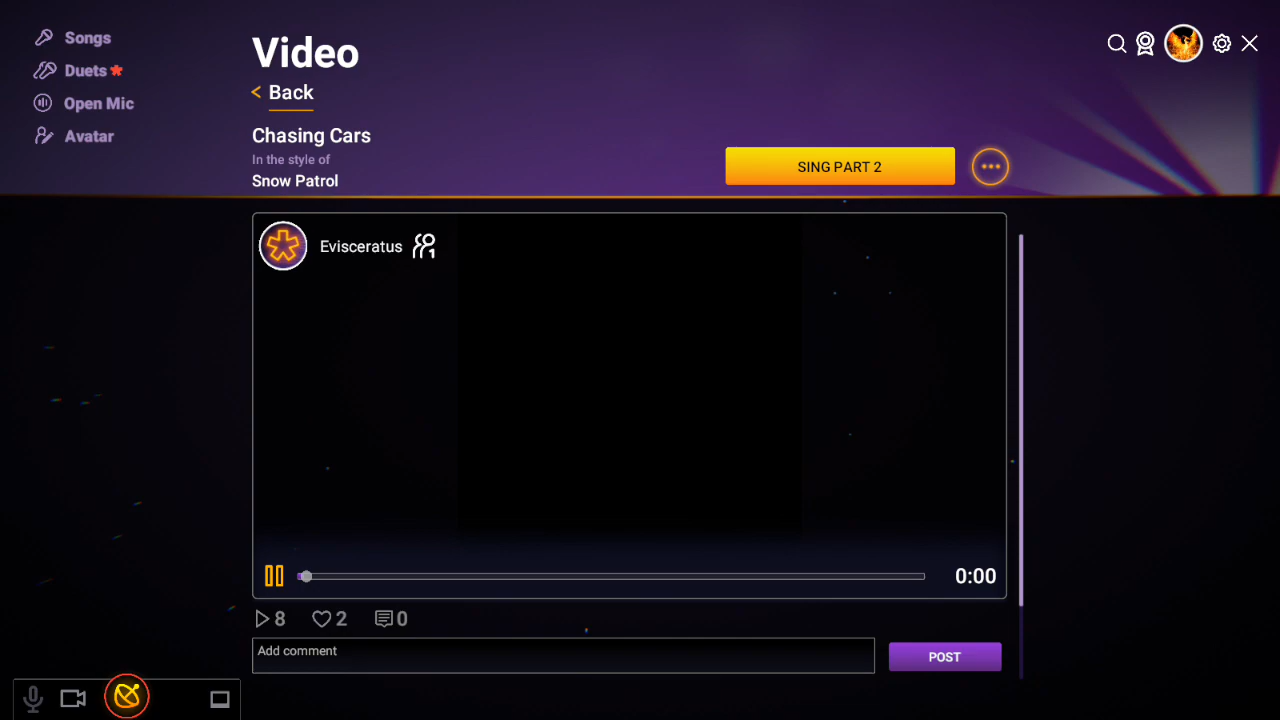 Songs
Duets
Open Mic
Avatar
Video
< Back
Chasing Cars
In the style of
Snow Patrol
SING PART 2
Evisceratus
1
0:00
8
2
0
Add comment
POST